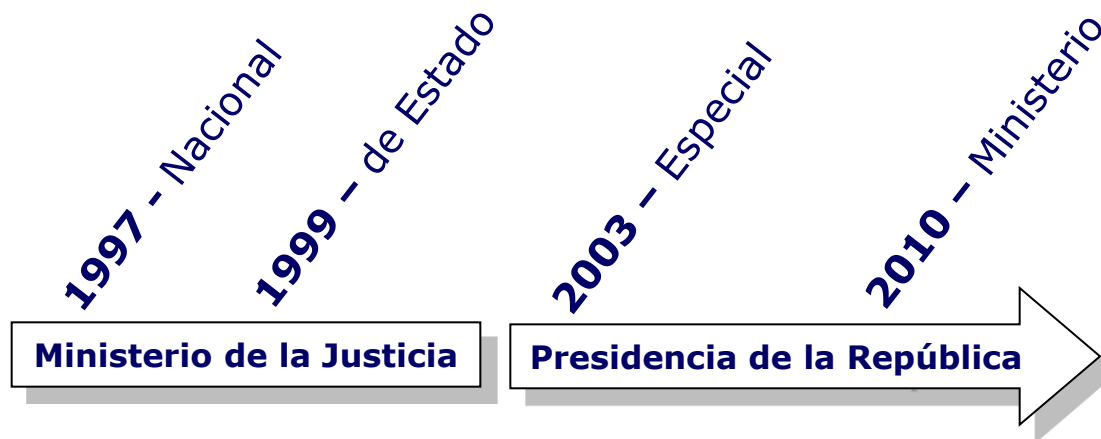 1997 - Nacional
1999 – de Estado
2003 – Especial
2010 – Ministerio
Ministerio de la Justicia
Presidencia de la República